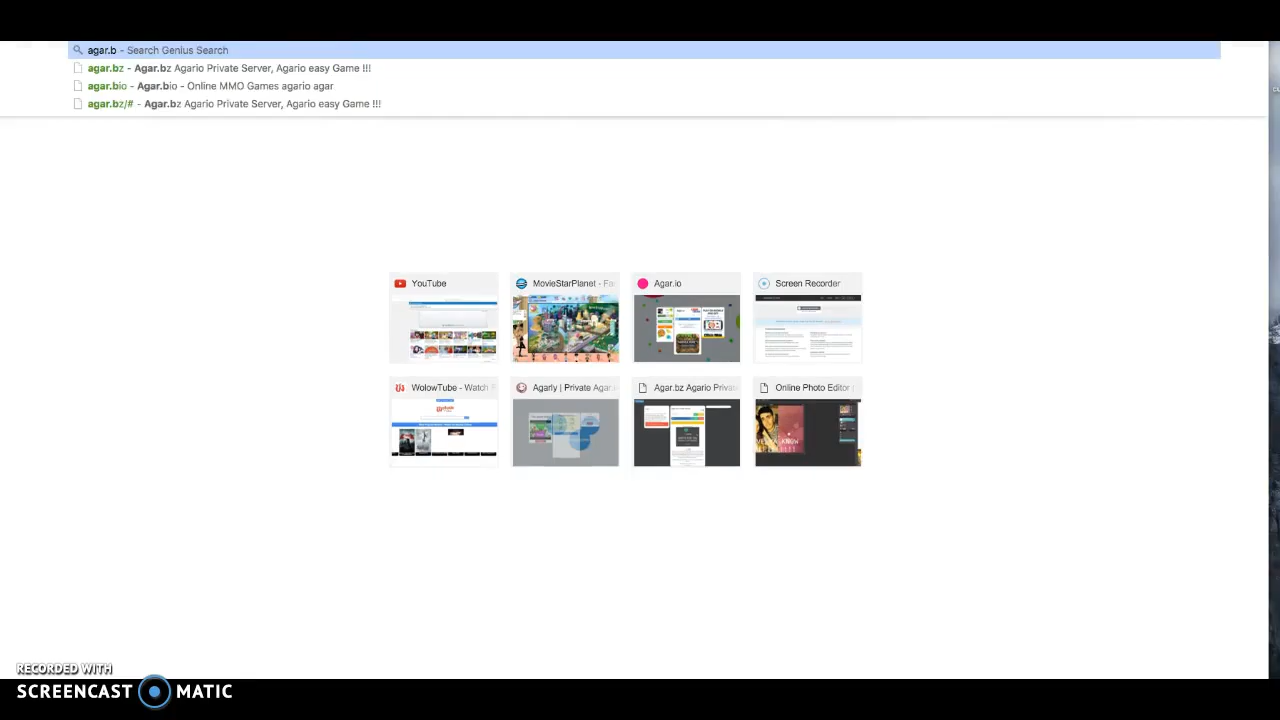 agar.b - Search Genius Search
agar.bz - Agar.bz Agario Private Server, Agario easy Game !!!
agar.bio - Agar.bio - Online MMO Games agario agar
agar.bz/# - Agar.bz Agario Private Server, Agario easy Game !!!
YouTube
MovieStarPlanet - Fa
Agar.io
Screen Recorder
WolowTube - Watch F
Agarly | Private Agar.
Agar.bz Agario Privat
Online Photo Editor
RECORDED WITH
SCREENCAST MATIC